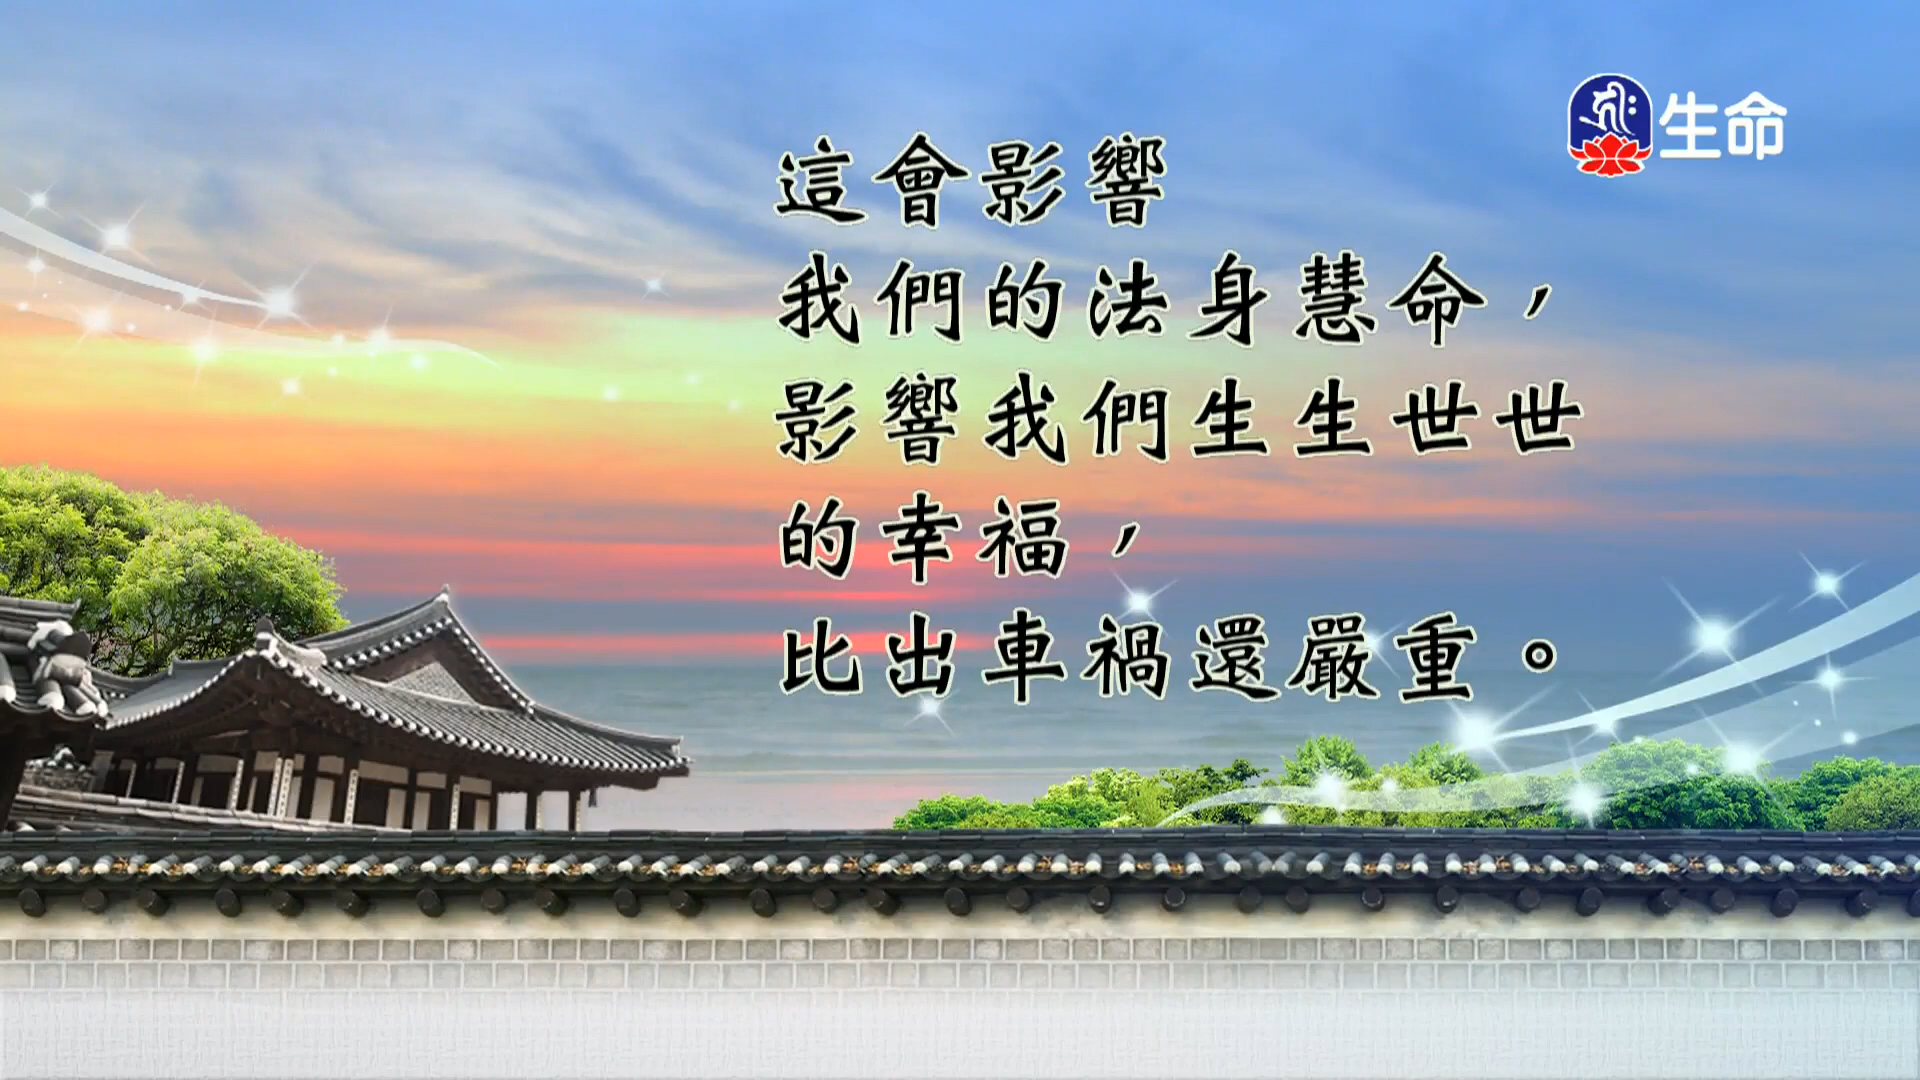 生命
這會影響
我們的法身慧命，
影響我們生生世世
的幸福，
比出車禍還嚴重。